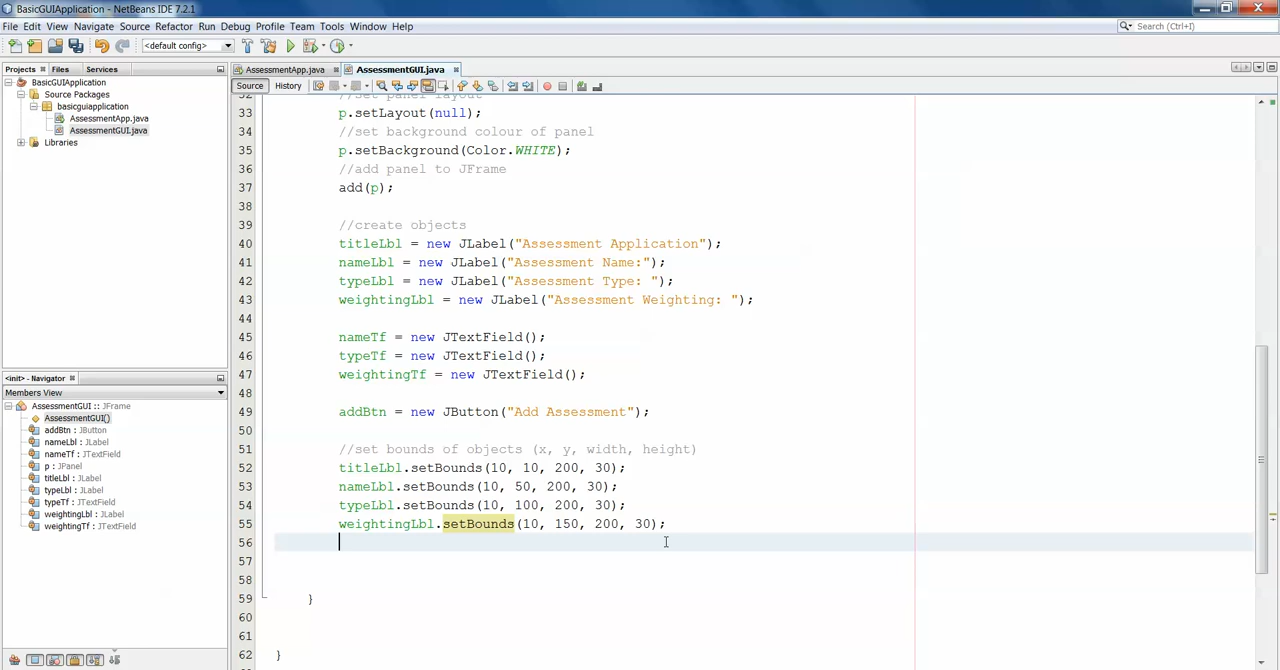 BasicGUIApplication - NetBeans IDE 7.2.1
File Edit View Navigate Source Refactor Run Debug Profile Team Tools Window Help
Search (Ctrl+I)
<default config>
Projects Files Services
AssessmentApp.java AssessmentGUI.java
BasicGUIApplication
Source Packages
basicguiapplication
AssessmentApp.java
AssessmentGUI.java
Libraries
Source History
32 //set panel layout
33 p.setLayout(null);
34 //set background colour of panel
35 p.setBackground(Color.WHITE);
36 //add panel to JFrame
37 add(p);
38
39 //create objects
40 titleLbl = new JLabel("Assessment Application");
41 nameLbl = new JLabel("Assessment Name:");
42 typeLbl = new JLabel("Assessment Type: ");
43 weightingLbl = new JLabel("Assessment Weighting: ");
44
45 nameTf = new JTextField();
46 typeTf = new JTextField();
47 weightingTf = new JTextField();
48
49 addBtn = new JButton("Add Assessment");
50
51 //set bounds of objects (x, y, width, height)
52 titleLbl.setBounds(10, 10, 200, 30);
53 nameLbl.setBounds(10, 50, 200, 30);
54 typeLbl.setBounds(10, 100, 200, 30);
55 weightingLbl.setBounds(10, 150, 200, 30);
56
57
58
59 }
60
61
62 }
<init> - Navigator
Members View
AssessmentGUI :: JFrame
AssessmentGUI()
addBtn : JButton
nameLbl : JLabel
nameTf : JTextField
p : JPanel
titleLbl : JLabel
typeLbl : JLabel
typeTf : JTextField
weightingLbl : JLabel
weightingTf : JTextField